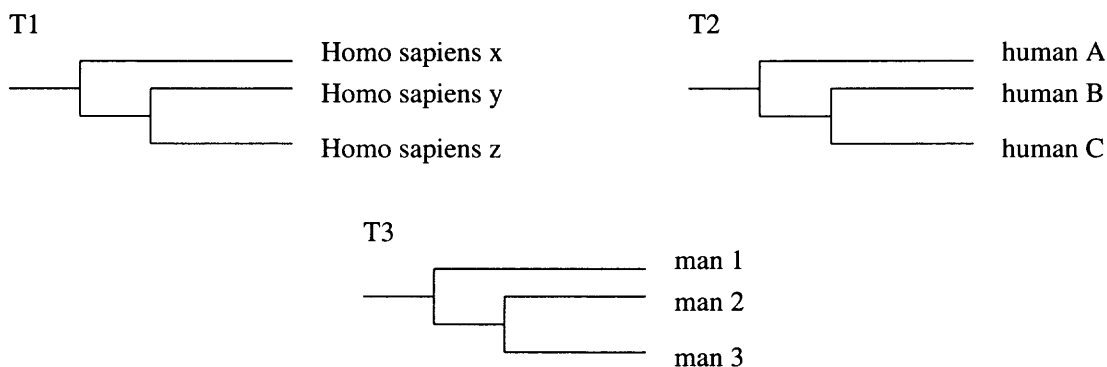 T1
Homo sapiens x
Homo sapiens y
Homo sapiens z
T2
human A
human B
human C
T3
man 1
man 2
man 3